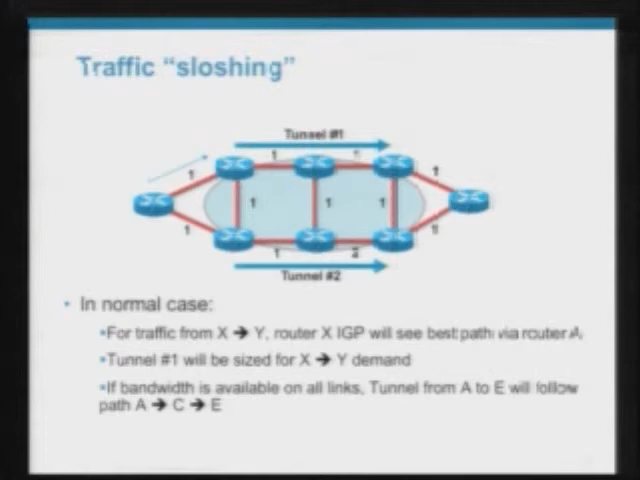 Traffic “sloshing”
Tunnel #1
1 1
1 1
1 1 1
1 1
1 2
Tunnel #2
• In normal case:
▪For traffic from X ➔ Y, router X IGP will see best path via router A.
▪Tunnel #1 will be sized for X ➔ Y demand
▪If bandwidth is available on all links, Tunnel from A to E will follow
path A ➔ C ➔ E